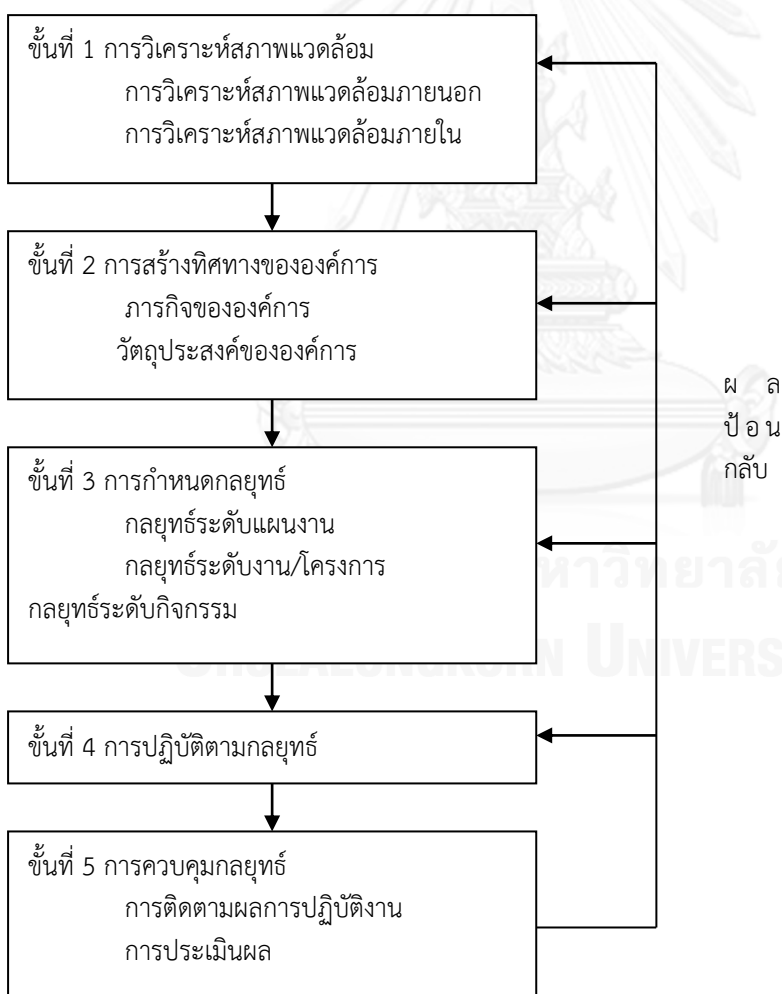 ขั้นที่ 1 การวิเคราะห์สภาพแวดล้อม
การวิเคราะห์สภาพแวดล้อมภายนอก
การวิเคราะห์สภาพแวดล้อมภายใน
ขั้นที่ 2 การสร้างทิศทางขององค์การ
ภารกิจขององค์การ
วัตถุประสงค์ขององค์การ
ผ ล
ป้ อ น
กลับ
ขั้นที่ 3 การกำหนดกลยุทธ์
กลยุทธ์ระดับแผนงาน
กลยุทธ์ระดับงาน/โครงการ
กลยุทธ์ระดับกิจกรรม
ขั้นที่ 4 การปฏิบัติตามกลยุทธ์
ขั้นที่ 5 การควบคุมกลยุทธ์
การติดตามผลการปฏิบัติงาน
การประเมินผล